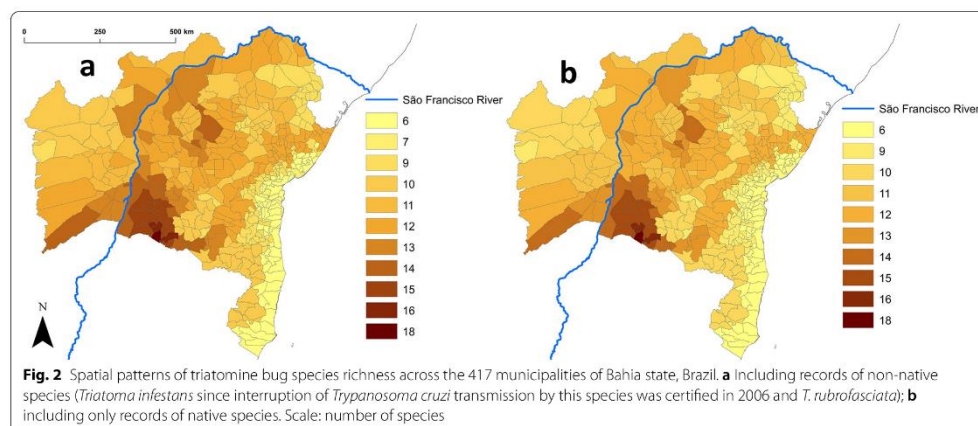 0 250 500 km
a
São Francisco River
6
7
9
10
11
12
13
14
15
16
18
N
b
São Francisco River
6
9
10
11
12
13
14
15
16
18
Fig. 2 Spatial patterns of triatomine bug species richness across the 417 municipalities of Bahia state, Brazil. a Including records of non-native
species (Triatoma infestans since interruption of Trypanosoma cruzi transmission by this species was certified in 2006 and T. rubrofasciata); b
including only records of native species. Scale: number of species